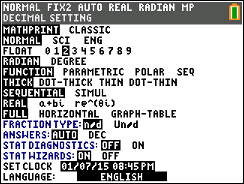 NORMAL FIX2 AUTO REAL RADIAN MP
DECIMAL SETTING
MATHPRINT CLASSIC
NORMAL SCI ENG
FLOAT 0 1 2 3 4 5 6 7 8 9
RADIAN DEGREE
FUNCTION PARAMETRIC POLAR SEQ
THICK DOT-THICK THIN DOT-THIN
SEQUENTIAL SIMUL
REAL a+bi re^(θi)
FULL HORIZONTAL GRAPH-TABLE
FRACTION TYPE: n/d Un/d
ANSWERS: AUTO DEC
STAT DIAGNOSTICS: OFF ON
STAT WIZARDS: ON OFF
SET CLOCK 01/07/15 08:45PM
LANGUAGE: ENGLISH